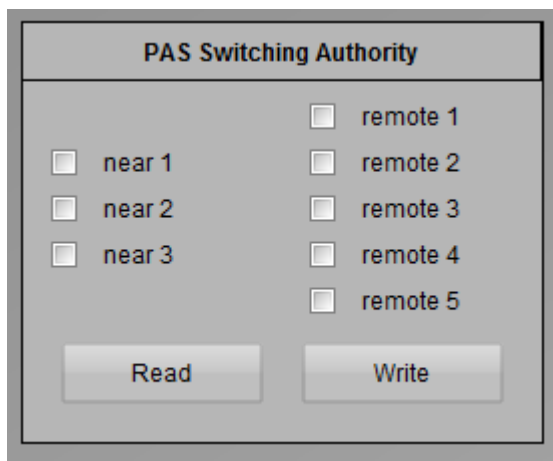 PAS Switching Authority
remote 1
near 1 remote 2
near 2 remote 3
near 3 remote 4
remote 5
Read Write